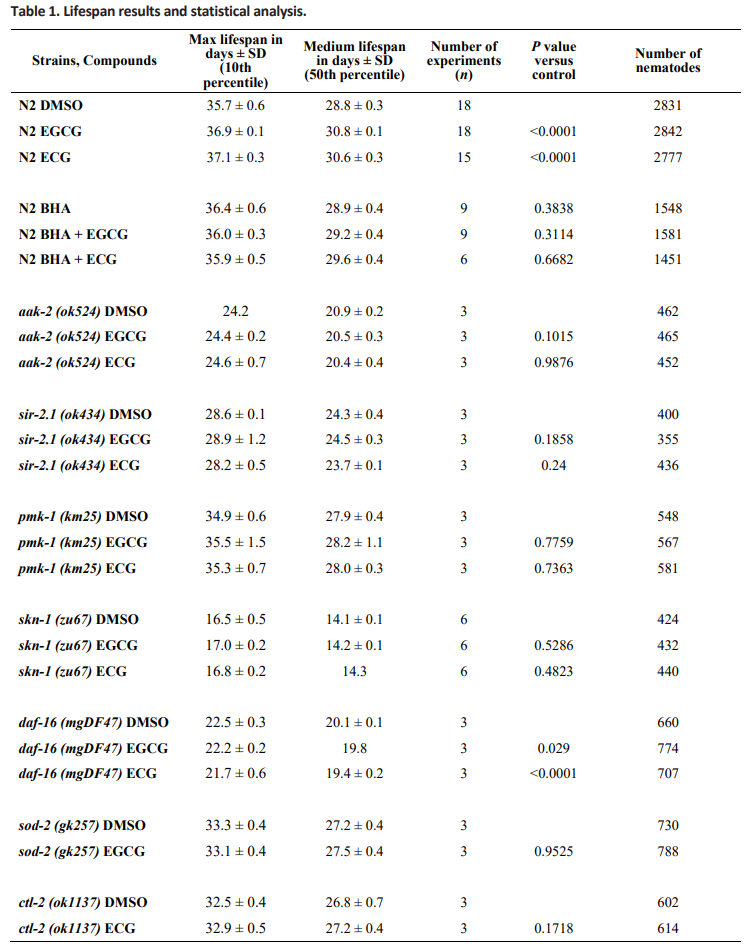 Table 1. Lifespan results and statistical analysis.
Strains, Compounds Max lifespan in days ± SD (10th percentile) Medium lifespan in days ± SD (50th percentile) Number of experiments (n) P value versus control Number of nematodes
N2 DMSO 35.7 ± 0.6 28.8 ± 0.3 18 2831
N2 EGCG 36.9 ± 0.1 30.8 ± 0.1 18 <0.0001 2842
N2 ECG 37.1 ± 0.3 30.6 ± 0.3 15 <0.0001 2777
N2 BHA 36.4 ± 0.6 28.9 ± 0.4 9 0.3838 1548
N2 BHA + EGCG 36.0 ± 0.3 29.2 ± 0.4 9 0.3114 1581
N2 BHA + ECG 35.9 ± 0.5 29.6 ± 0.4 6 0.6682 1451
aak-2 (ok524) DMSO 24.2 20.9 ± 0.2 3 462
aak-2 (ok524) EGCG 24.4 ± 0.2 20.5 ± 0.3 3 0.1015 465
aak-2 (ok524) ECG 24.6 ± 0.7 20.4 ± 0.4 3 0.9876 452
sir-2.1 (ok434) DMSO 28.6 ± 0.1 24.3 ± 0.4 3 400
sir-2.1 (ok434) EGCG 28.9 ± 1.2 24.5 ± 0.3 3 0.1858 355
sir-2.1 (ok434) ECG 28.2 ± 0.5 23.7 ± 0.1 3 0.24 436
pmk-1 (km25) DMSO 34.9 ± 0.6 27.9 ± 0.4 3 548
pmk-1 (km25) EGCG 35.5 ± 1.5 28.2 ± 1.1 3 0.7759 567
pmk-1 (km25) ECG 35.3 ± 0.7 28.0 ± 0.3 3 0.7363 581
skn-1 (zu67) DMSO 16.5 ± 0.5 14.1 ± 0.1 6 424
skn-1 (zu67) EGCG 17.0 ± 0.2 14.2 ± 0.1 6 0.5286 432
skn-1 (zu67) ECG 16.8 ± 0.2 14.3 6 0.4823 440
daf-16 (mgDF47) DMSO 22.5 ± 0.3 20.1 ± 0.1 3 660
daf-16 (mgDF47) EGCG 22.2 ± 0.2 19.8 3 0.029 774
daf-16 (mgDF47) ECG 21.7 ± 0.6 19.4 ± 0.2 3 <0.0001 707
sod-2 (gk257) DMSO 33.3 ± 0.4 27.2 ± 0.4 3 730
sod-2 (gk257) EGCG 33.1 ± 0.4 27.5 ± 0.4 3 0.9525 788
ctl-2 (ok1137) DMSO 32.5 ± 0.4 26.8 ± 0.7 3 602
ctl-2 (ok1137) ECG 32.9 ± 0.5 27.2 ± 0.4 3 0.1718 614